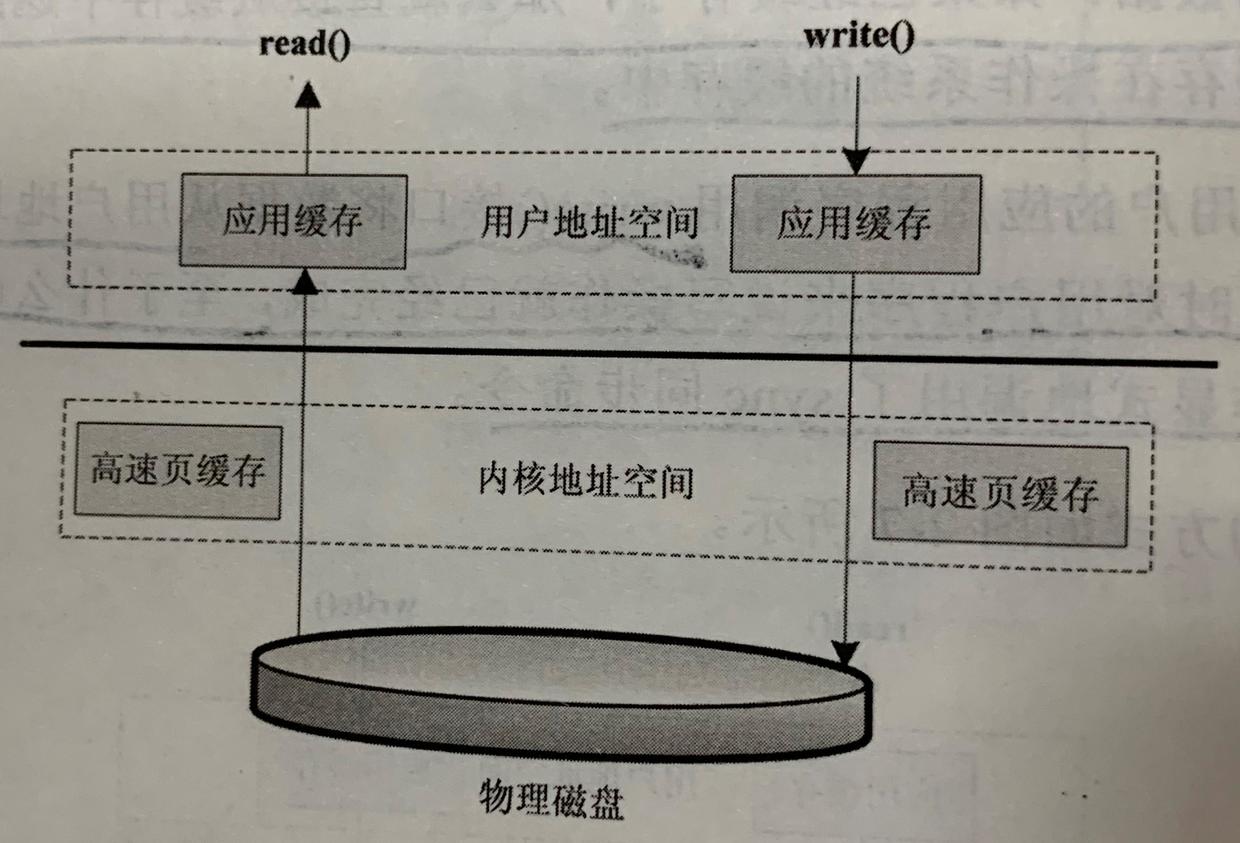 read()
write()
应用缓存
用户地址空间
应用缓存
高速页缓存
内核地址空间
高速页缓存
物理磁盘